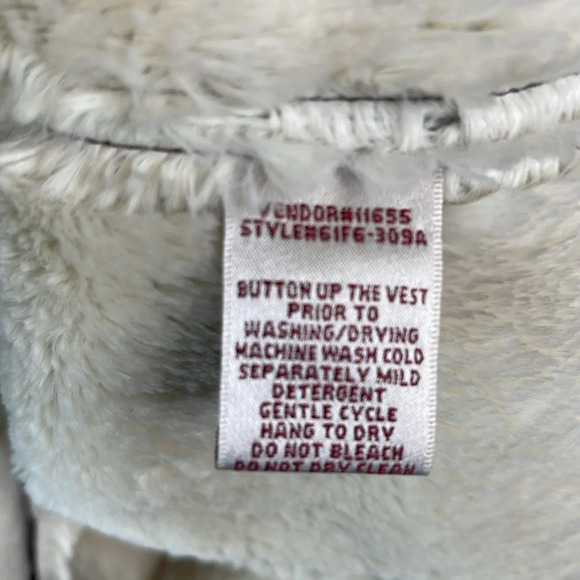 VENDOR#11655
STYLE#61F6-309A
BUTTON UP THE VEST
PRIOR TO
WASHING/DRYING
MACHINE WASH COLD
SEPARATELY MILD
DETERGENT
GENTLE CYCLE
HANG TO DRY
DO NOT BLEACH
DO NOT DRY CLEAN